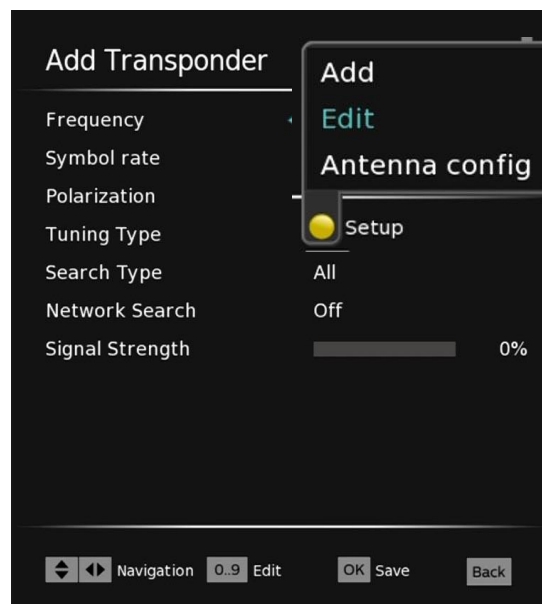 Add Transponder
Add
Edit
Antenna config
Setup
Frequency
Symbol rate
Polarization
Tuning Type
Search Type All
Network Search Off
Signal Strength 0%
Navigation 0..9 Edit OK Save Back